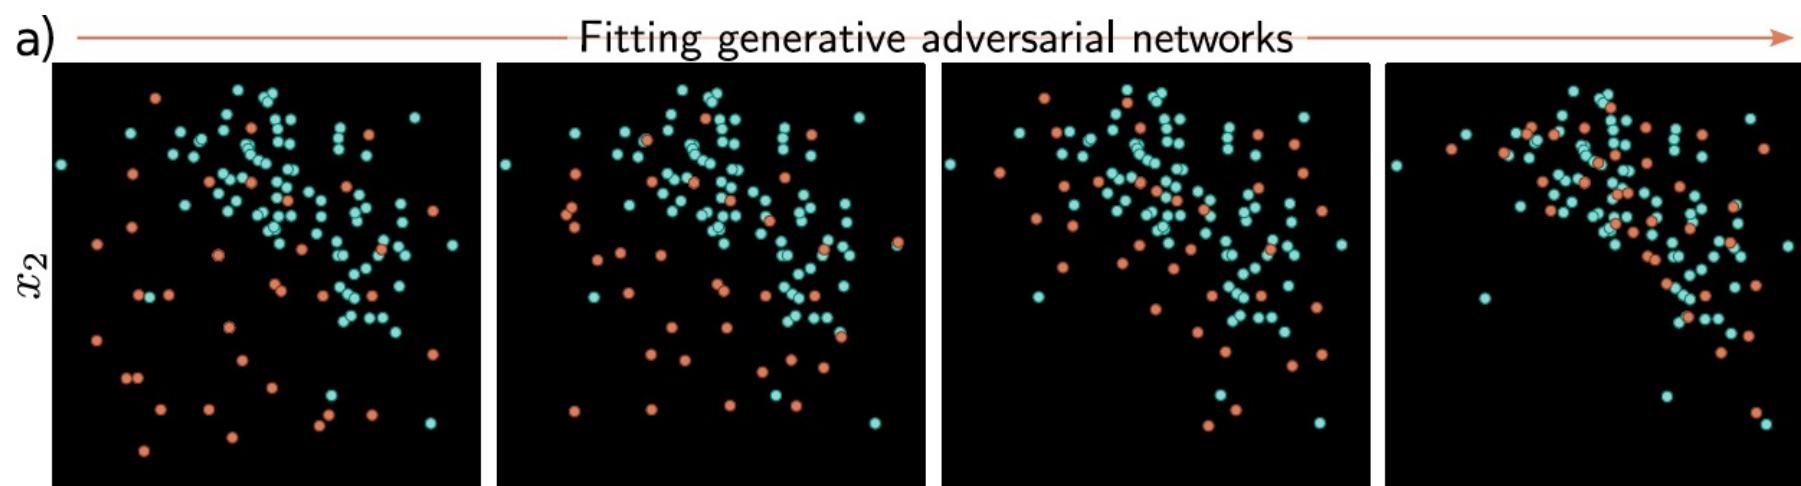 a) Fitting generative adversarial networks
x₂